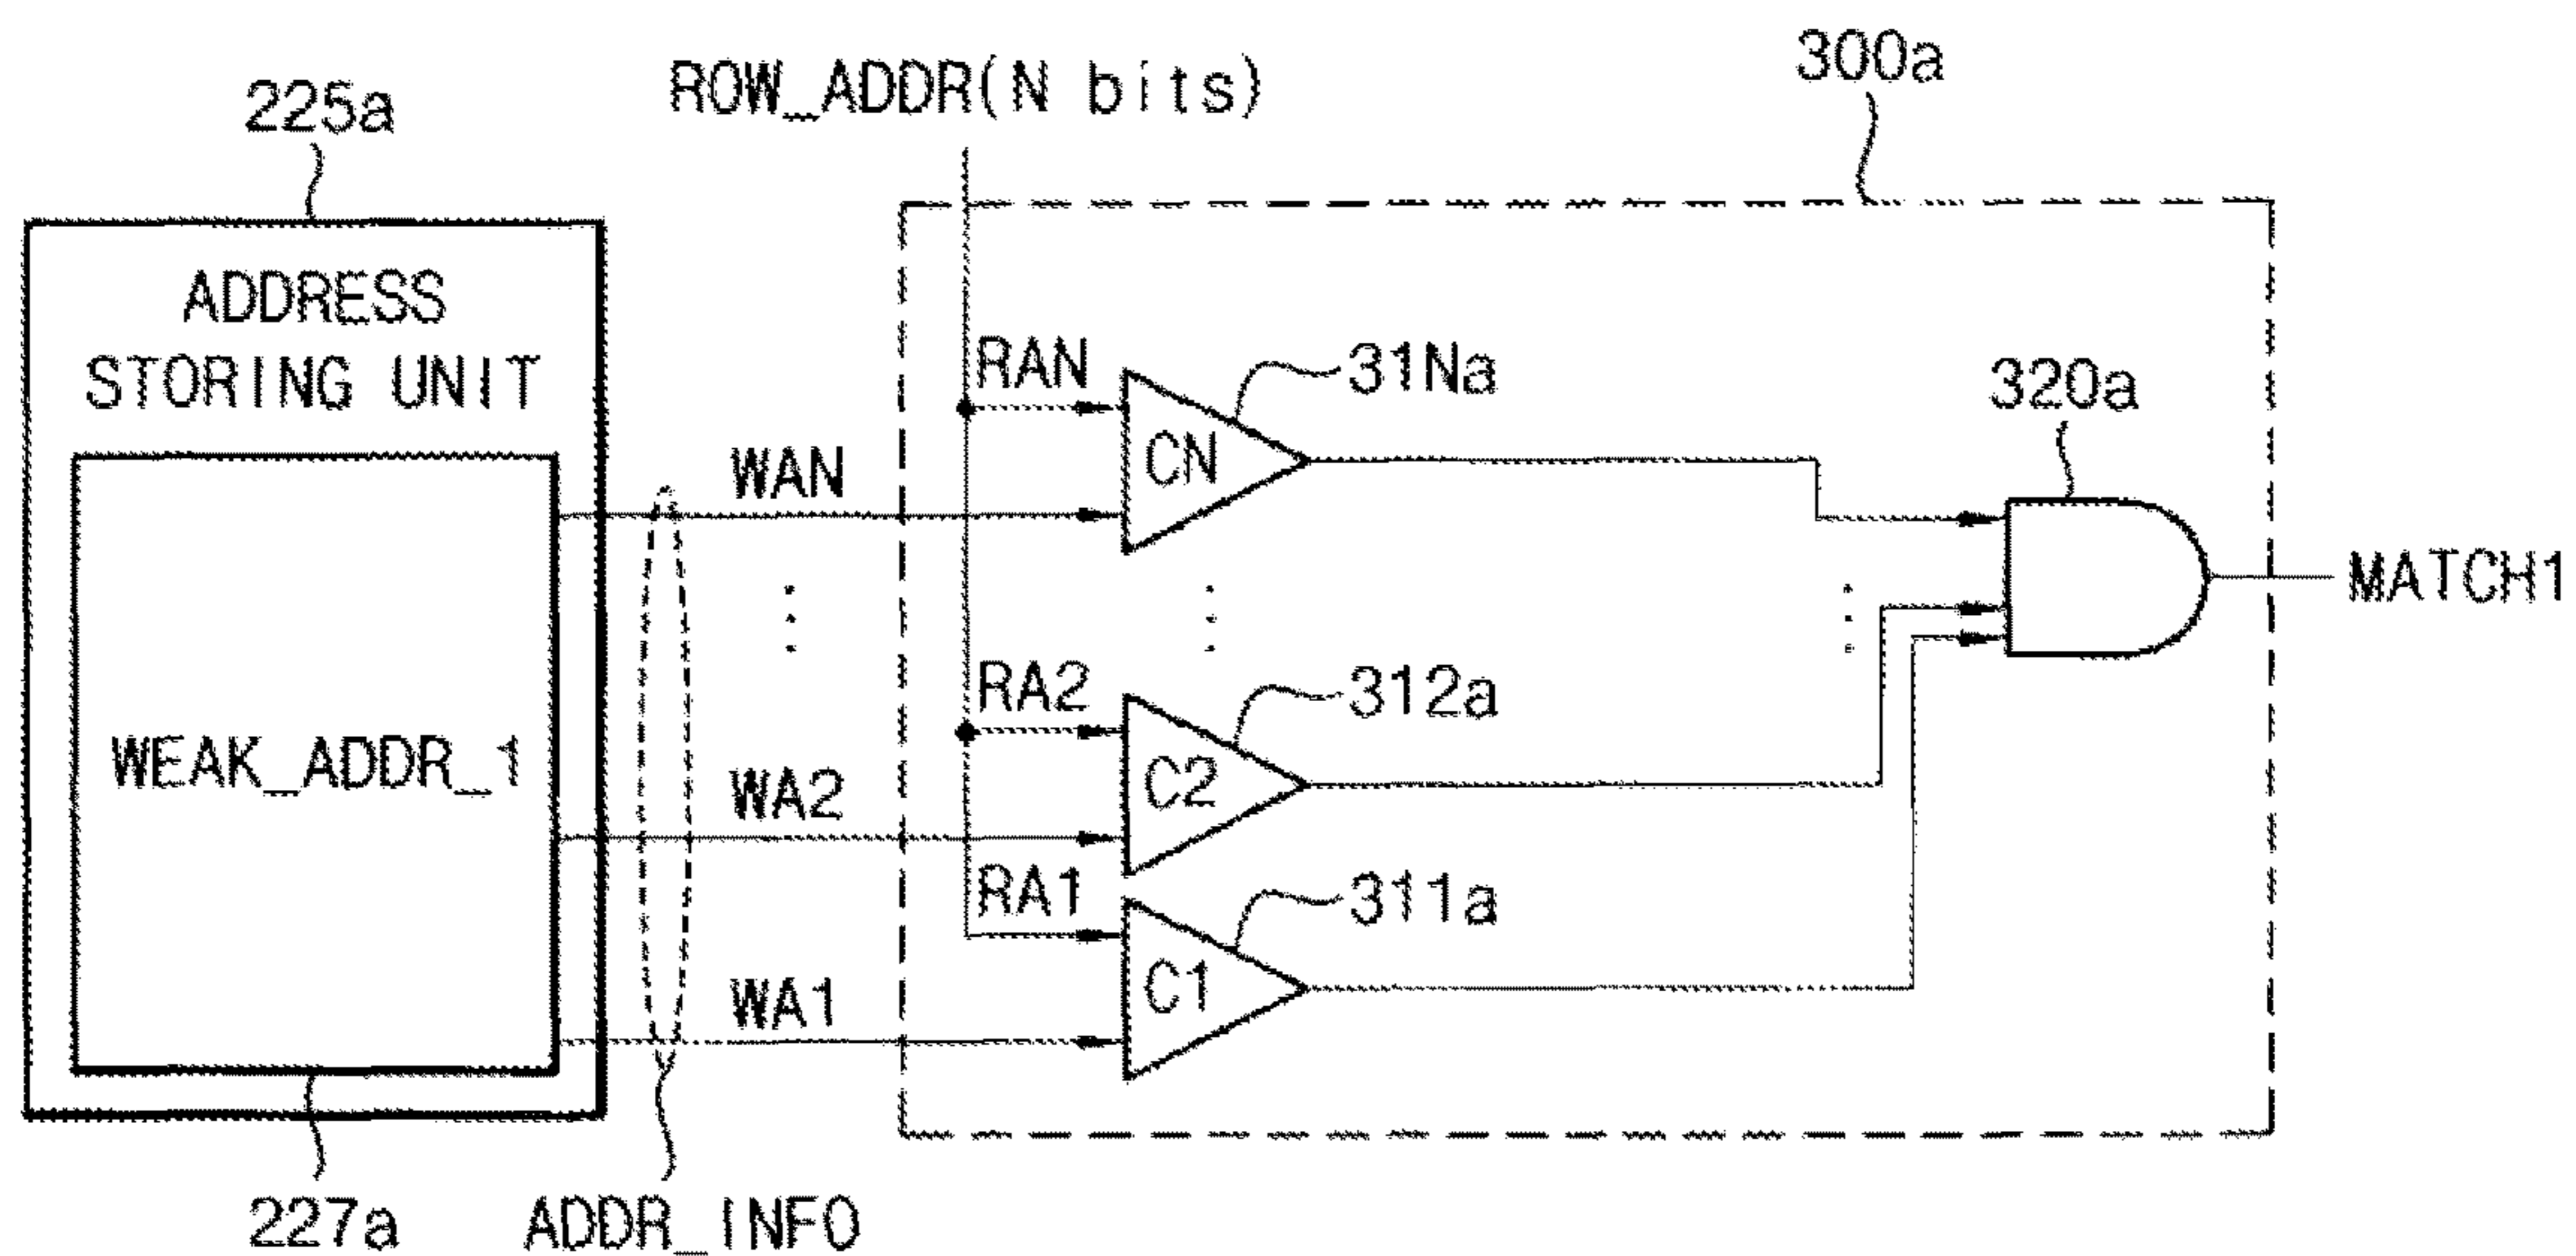 300a
ROW_ADDR(N bits)
225a
ADDRESS
STORING UNIT
RAN
31Na
320a
CN
WAN
MATCH1
RA2
312a
WEAK_ADDR_1
C2
WA2
RA1
311a
C1
WA1
227a
ADDR_INFO